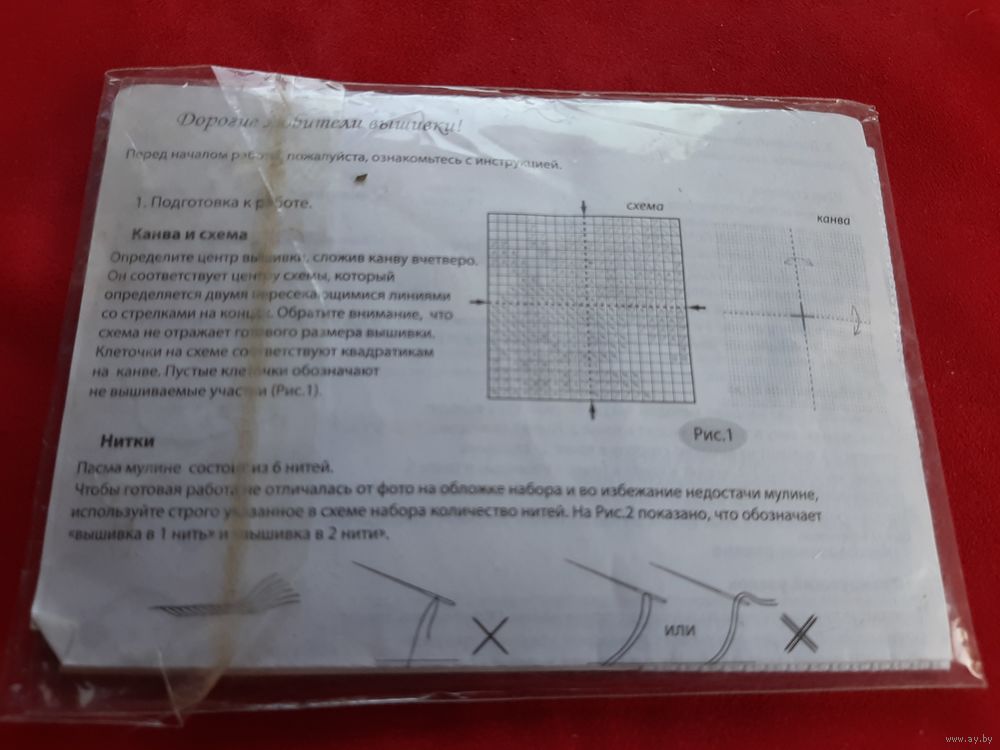 Дорогие любители вышивки!
Перед началом работы, пожалуйста, ознакомьтесь с инструкцией.
1. Подготовка к работе.
схема
канва
Канва и схема
Определите центр вышивки, сложив канву вчетверо.
Он соответствует центру схемы, который
определяется двумя пересекающимися линиями
со стрелками на концах. Обратите внимание, что
схема не отражает готового размера вышивки.
Клеточки на схеме соответствуют квадратикам
на канве. Пустые клеточки обозначают
не вышиваемые участки (Рис.1).
Рис.1
Нитки
Пасма мулине состоит из 6 нитей.
Чтобы готовая работа не отличалась от фото на обложке набора и во избежание недостачи мулине,
используйте строго указанное в схеме набора количество нитей. На Рис.2 показано, что обозначает
«вышивка в 1 нить» и «вышивка в 2 нити».
или
www.ay.by